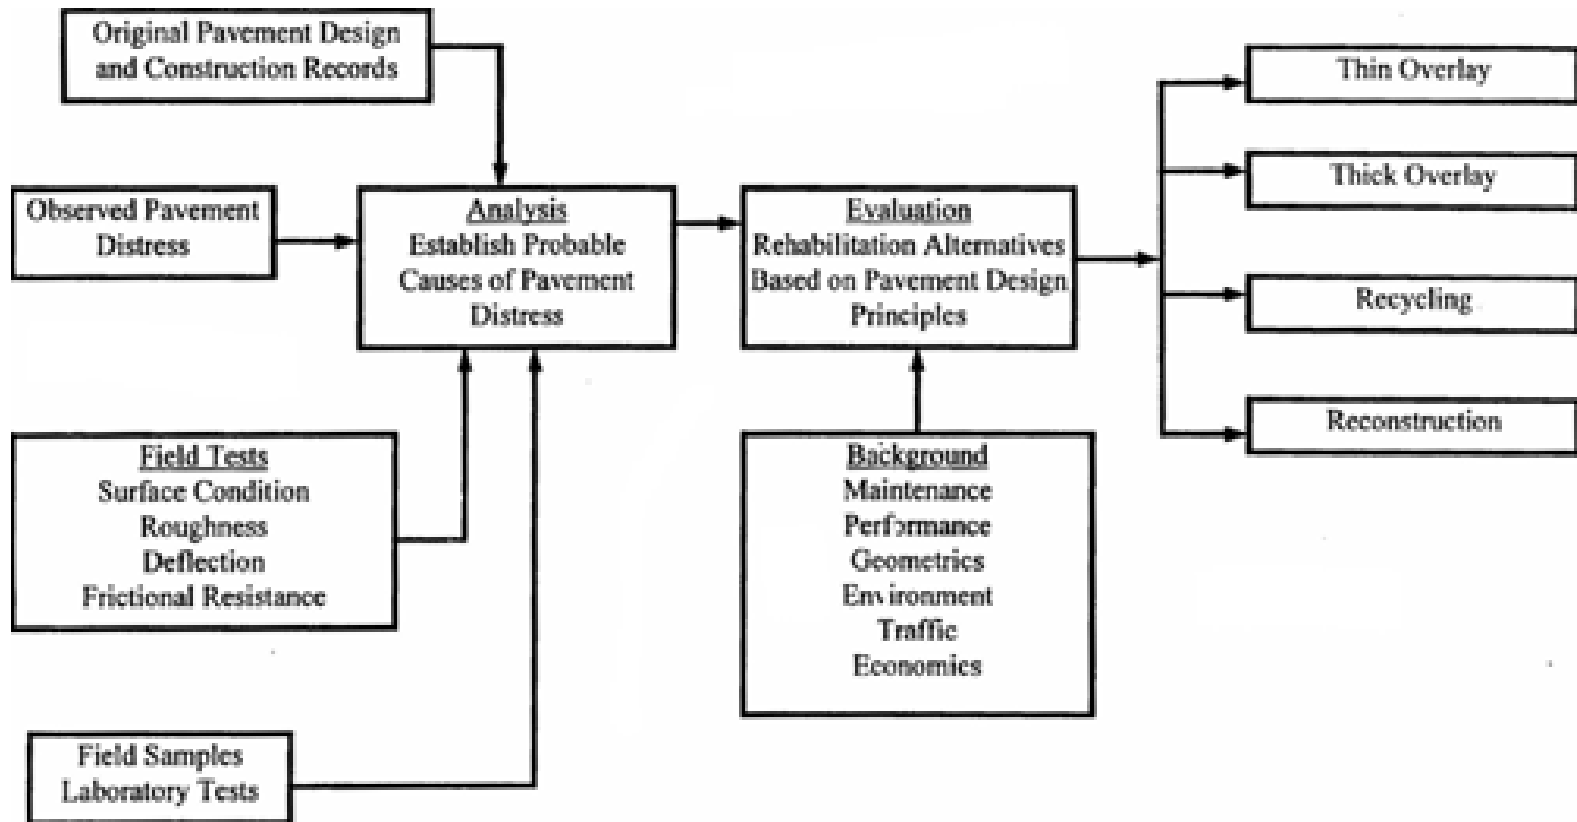 Original Pavement Design
and Construction Records
Observed Pavement
Distress
Analysis
Establish Probable
Causes of Pavement
Distress
Evaluation
Rehabilitation Alternatives
Based on Pavement Design
Principles
Thin Overlay
Thick Overlay
Recycling
Reconstruction
Field Tests
Surface Condition
Roughness
Deflection
Frictional Resistance
Background
Maintenance
Performance
Geometrics
Environment
Traffic
Economics
Field Samples
Laboratory Tests